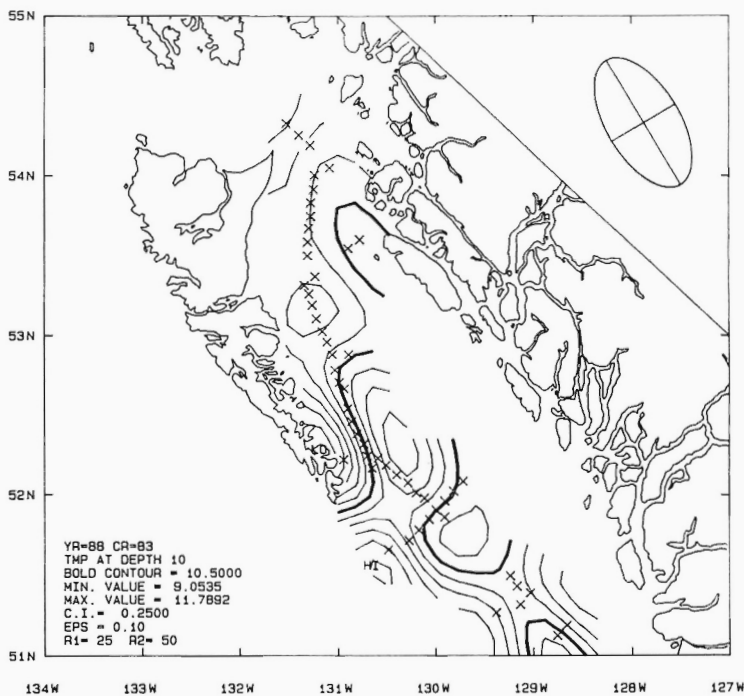 55N
54N
53N
52N
LO
HI
YR=88 CR=83
TMP AT DEPTH 10
BOLD CONTOUR = 10.5000
MIN. VALUE = 9.0535
MAX. VALUE = 11.7892
C.I.= 0.2500
EPS = 0.10
R1= 25 R2= 50
51N
134W 133W 132W 131W 130W 129W 128W 127W